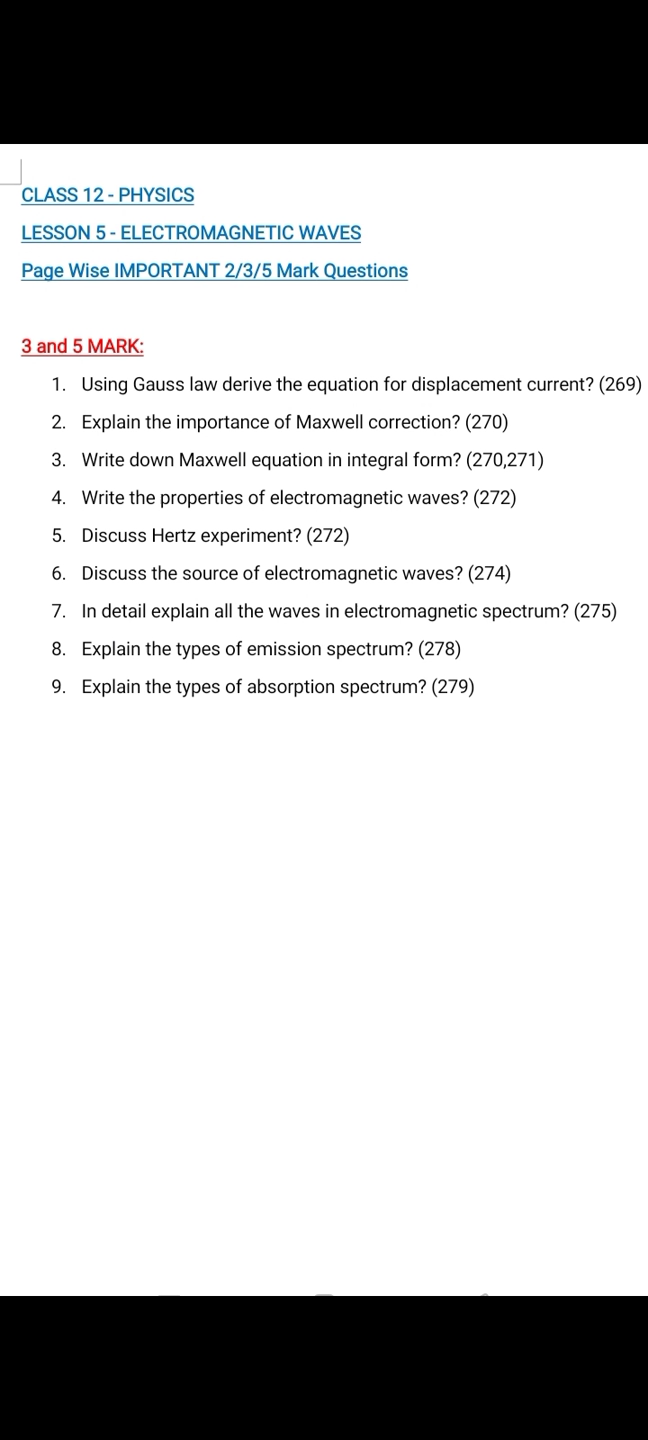 CLASS 12 - PHYSICS
LESSON 5 - ELECTROMAGNETIC WAVES
Page Wise IMPORTANT 2/3/5 Mark Questions
3 and 5 MARK:
1. Using Gauss law derive the equation for displacement current? (269)
2. Explain the importance of Maxwell correction? (270)
3. Write down Maxwell equation in integral form? (270,271)
4. Write the properties of electromagnetic waves? (272)
5. Discuss Hertz experiment? (272)
6. Discuss the source of electromagnetic waves? (274)
7. In detail explain all the waves in electromagnetic spectrum? (275)
8. Explain the types of emission spectrum? (278)
9. Explain the types of absorption spectrum? (279)